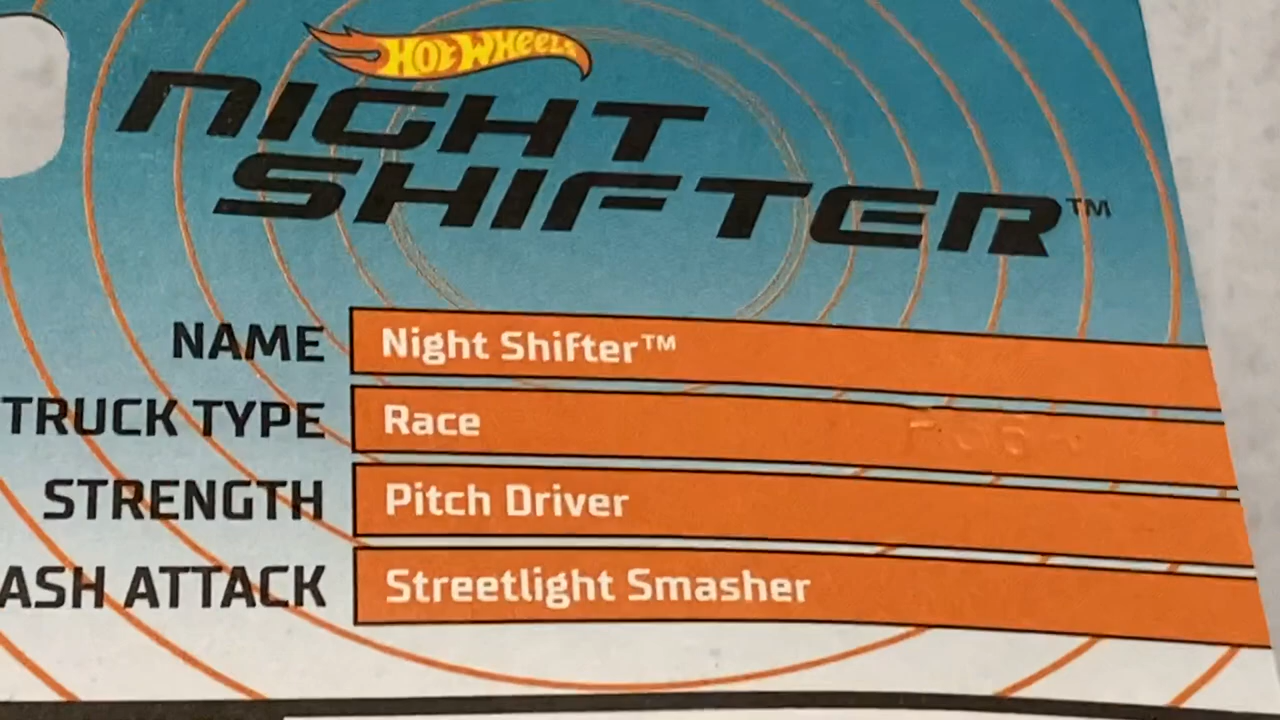 HOT WHEELS
NIGHT
SHIFTER™
NAME Night Shifter™
TRUCK TYPE Race
STRENGTH Pitch Driver
ASH ATTACK Streetlight Smasher